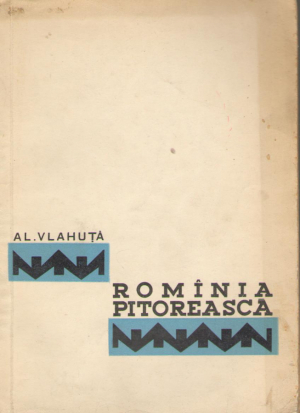 AL. VLAHUȚĂ
ROMÎNIA
PITOREASCĂ